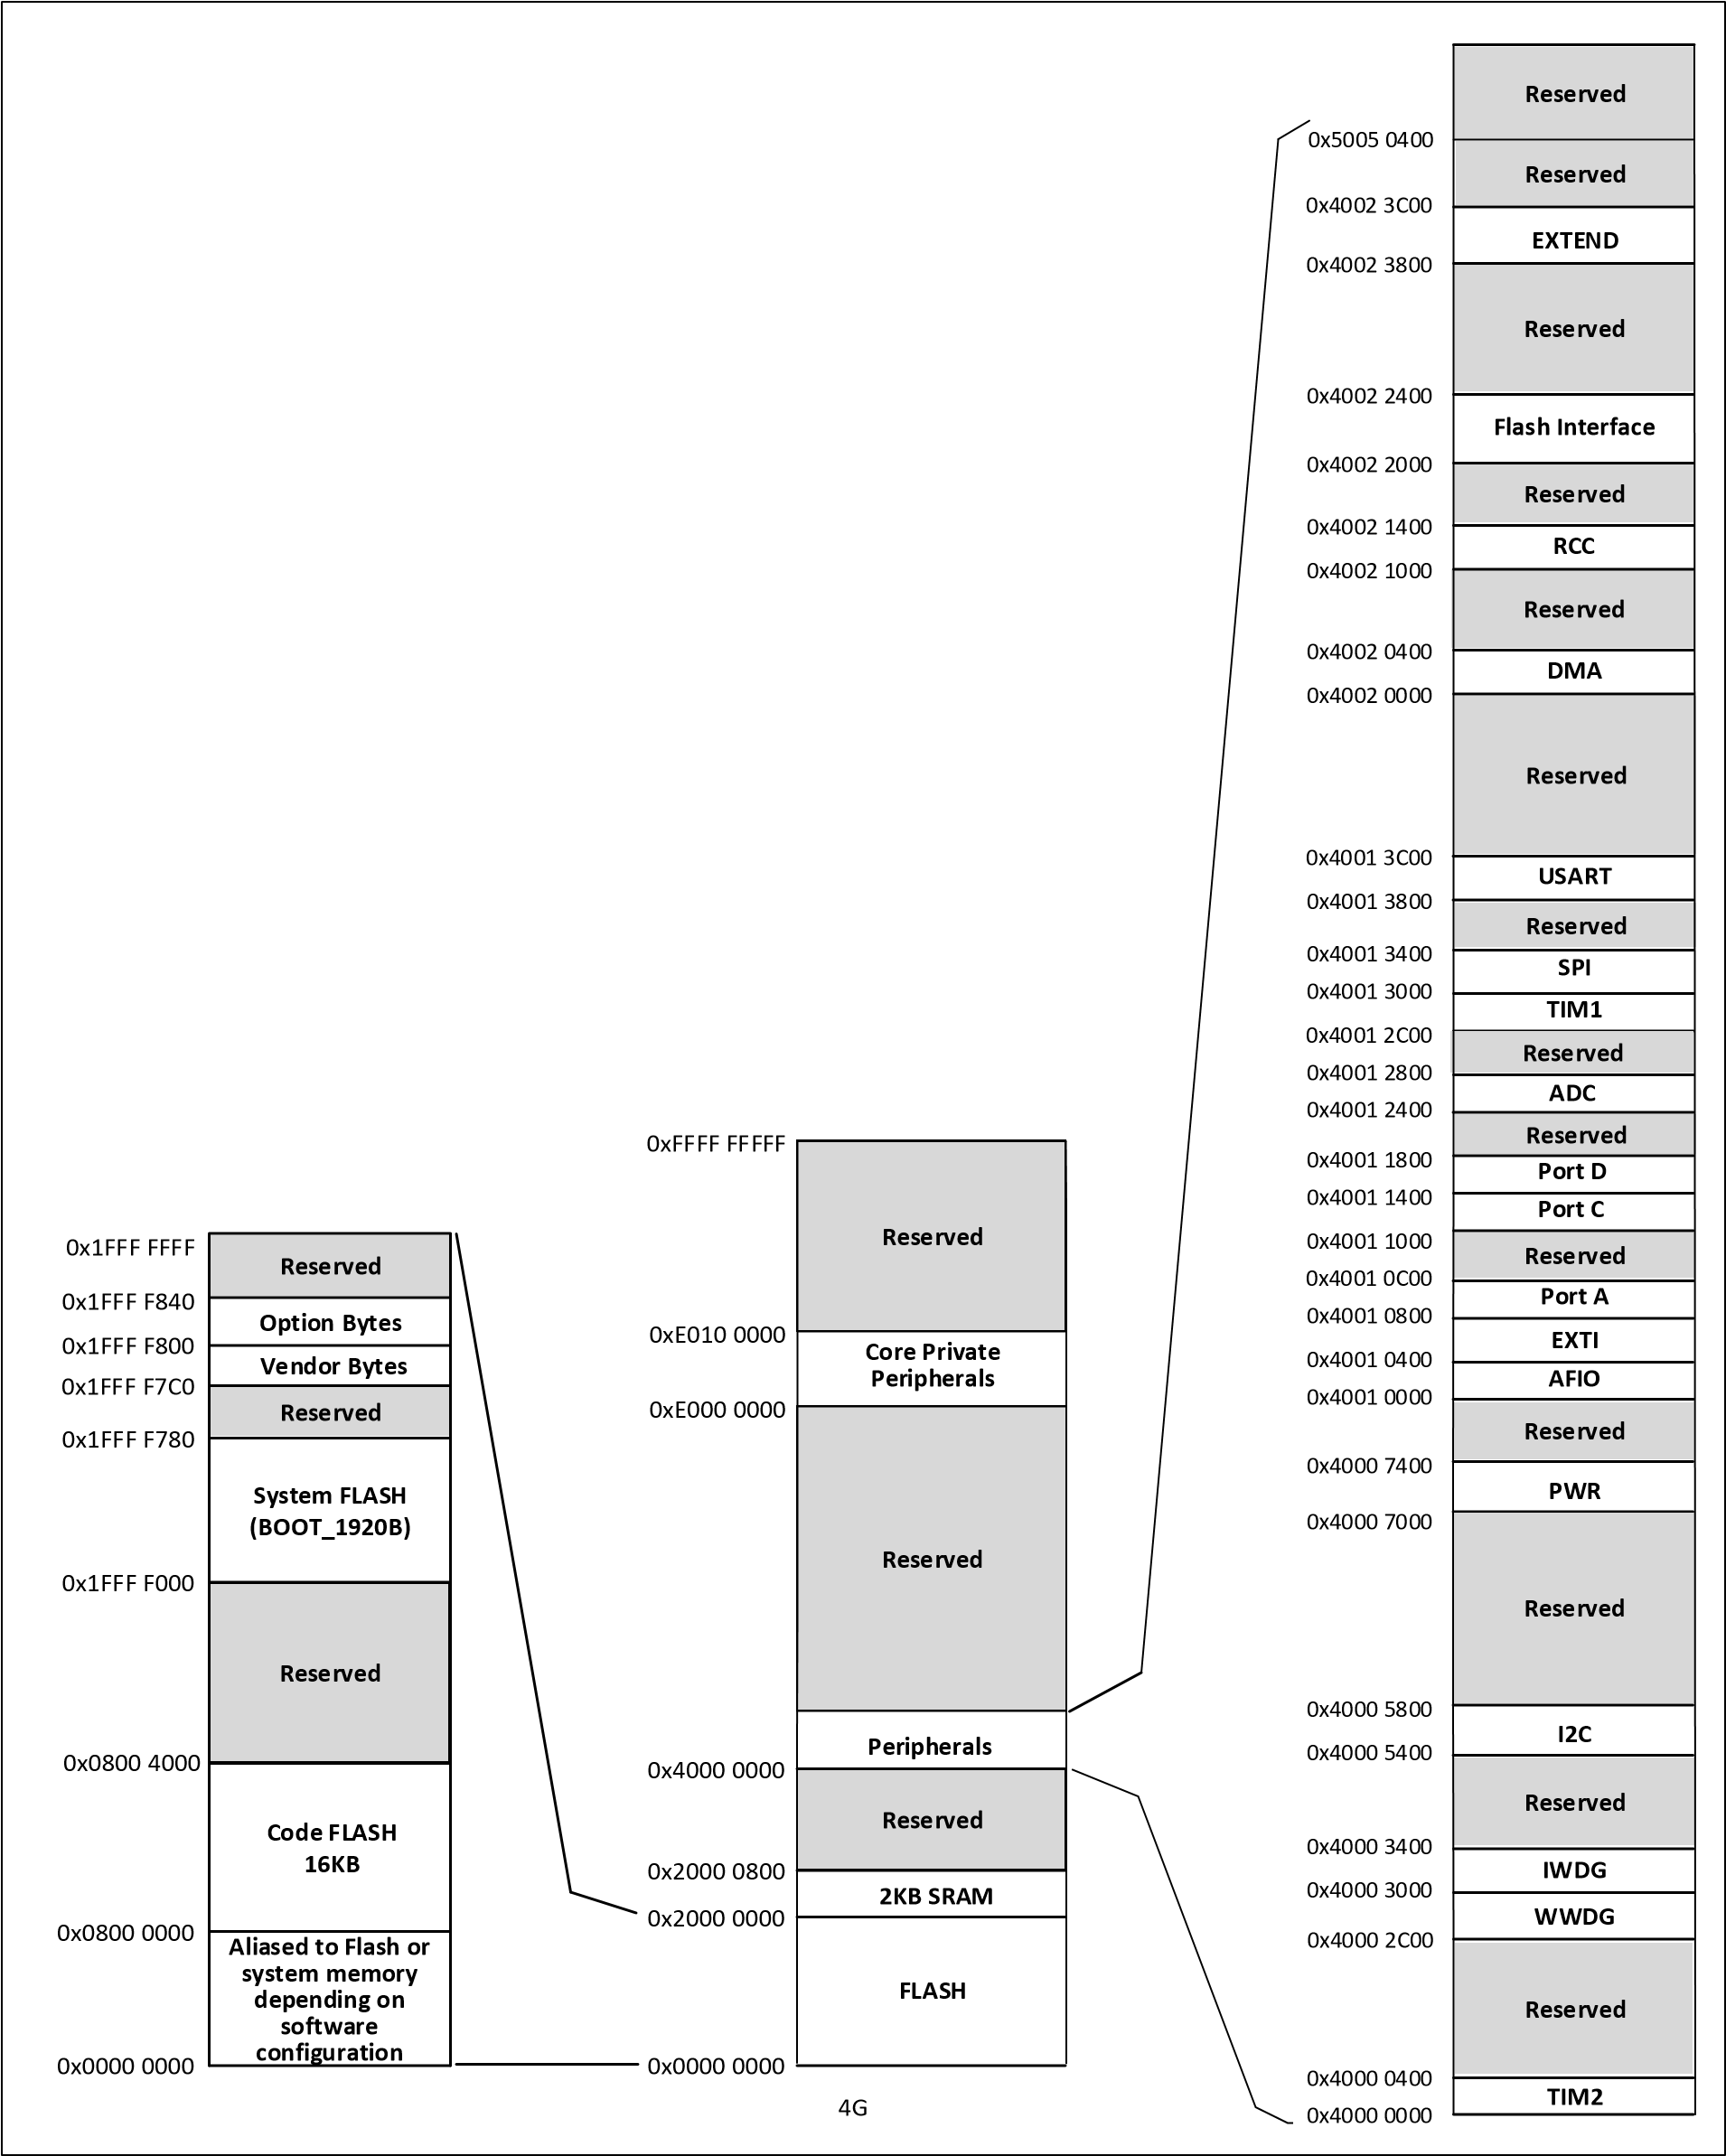 0x1FFF FFFF
Reserved
0x1FFF F840
Option Bytes
0x1FFF F800
Vendor Bytes
0x1FFF F7C0
Reserved
0x1FFF F780
System FLASH
(BOOT_1920B)
0x1FFF F000
Reserved
0x0800 4000
Code FLASH
16KB
0x0800 0000
Aliased to Flash or
system memory
depending on
software
configuration
0x0000 0000
0xFFFF FFFFF
Reserved
0xE010 0000
Core Private
Peripherals
0xE000 0000
Reserved
Peripherals
0x4000 0000
Reserved
0x2000 0800
2KB SRAM
0x2000 0000
FLASH
0x0000 0000
4G
Reserved
0x5005 0400
Reserved
0x4002 3C00
EXTEND
0x4002 3800
Reserved
0x4002 2400
Flash Interface
0x4002 2000
Reserved
0x4002 1400
RCC
0x4002 1000
Reserved
0x4002 0400
DMA
0x4002 0000
Reserved
0x4001 3C00
USART
0x4001 3800
Reserved
0x4001 3400
SPI
0x4001 3000
TIM1
0x4001 2C00
Reserved
0x4001 2800
ADC
0x4001 2400
Reserved
0x4001 1800
Port D
0x4001 1400
Port C
0x4001 1000
Reserved
0x4001 0C00
Port A
0x4001 0800
EXTI
0x4001 0400
AFIO
0x4001 0000
Reserved
0x4000 7400
PWR
0x4000 7000
Reserved
0x4000 5800
I2C
0x4000 5400
Reserved
0x4000 3400
IWDG
0x4000 3000
WWDG
0x4000 2C00
Reserved
0x4000 0400
TIM2
0x4000 0000